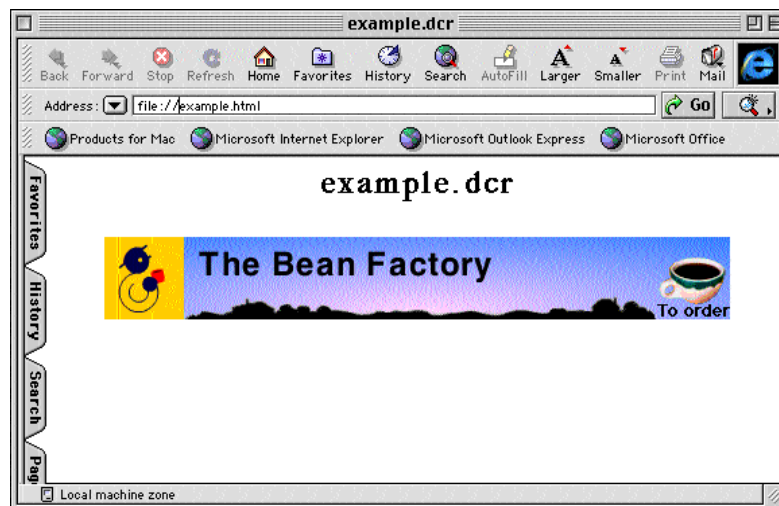 example.dcr
Back Forward Stop Refresh Home Favorites History Search AutoFill Larger Smaller Print Mail
Address: file://example.html Go
Products for Mac Microsoft Internet Explorer Microsoft Outlook Express Microsoft Office
example.dcr
Favorites
The Bean Factory
To order
History
Search
Pag
Local machine zone